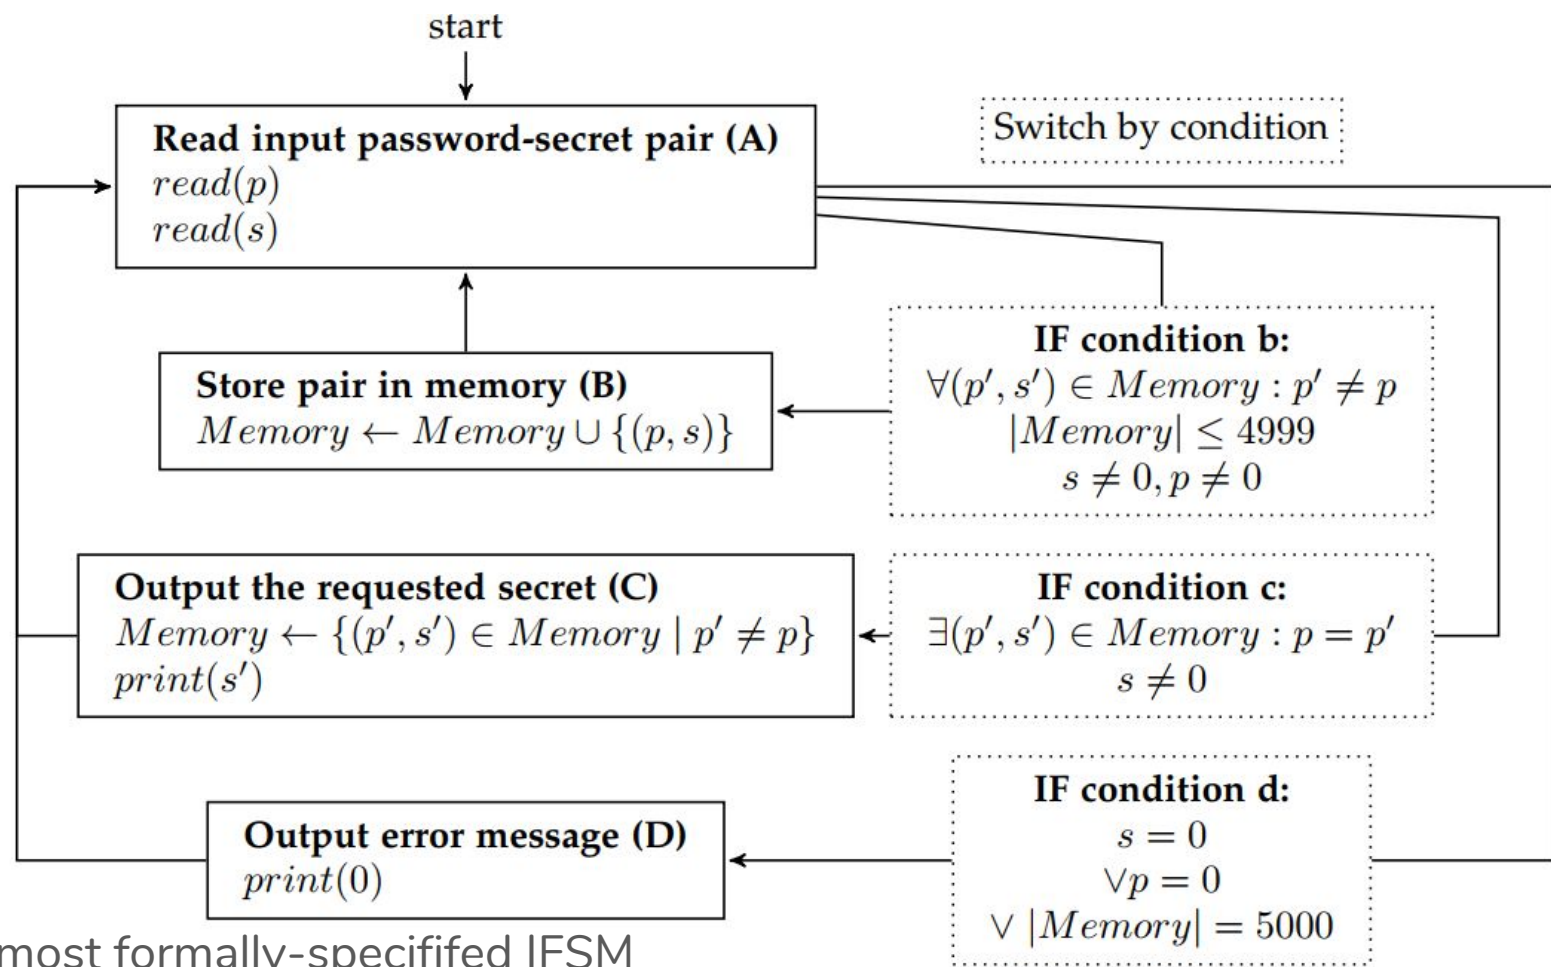 start
Read input password-secret pair (A)
read(p)
read(s)
Switch by condition
IF condition b:
∀(p′, s′) ∈ Memory : p′ ≠ p
|Memory| ≤ 4999
s ≠ 0, p ≠ 0
Store pair in memory (B)
Memory ← Memory ∪ {(p, s)}
Output the requested secret (C)
Memory ← {(p′, s′) ∈ Memory | p′ ≠ p}
print(s′)
IF condition c:
∃(p′, s′) ∈ Memory : p = p′
s ≠ 0
IF condition d:
s = 0
∨p = 0
∨ |Memory| = 5000
Output error message (D)
print(0)
most formally-specififed IFSM